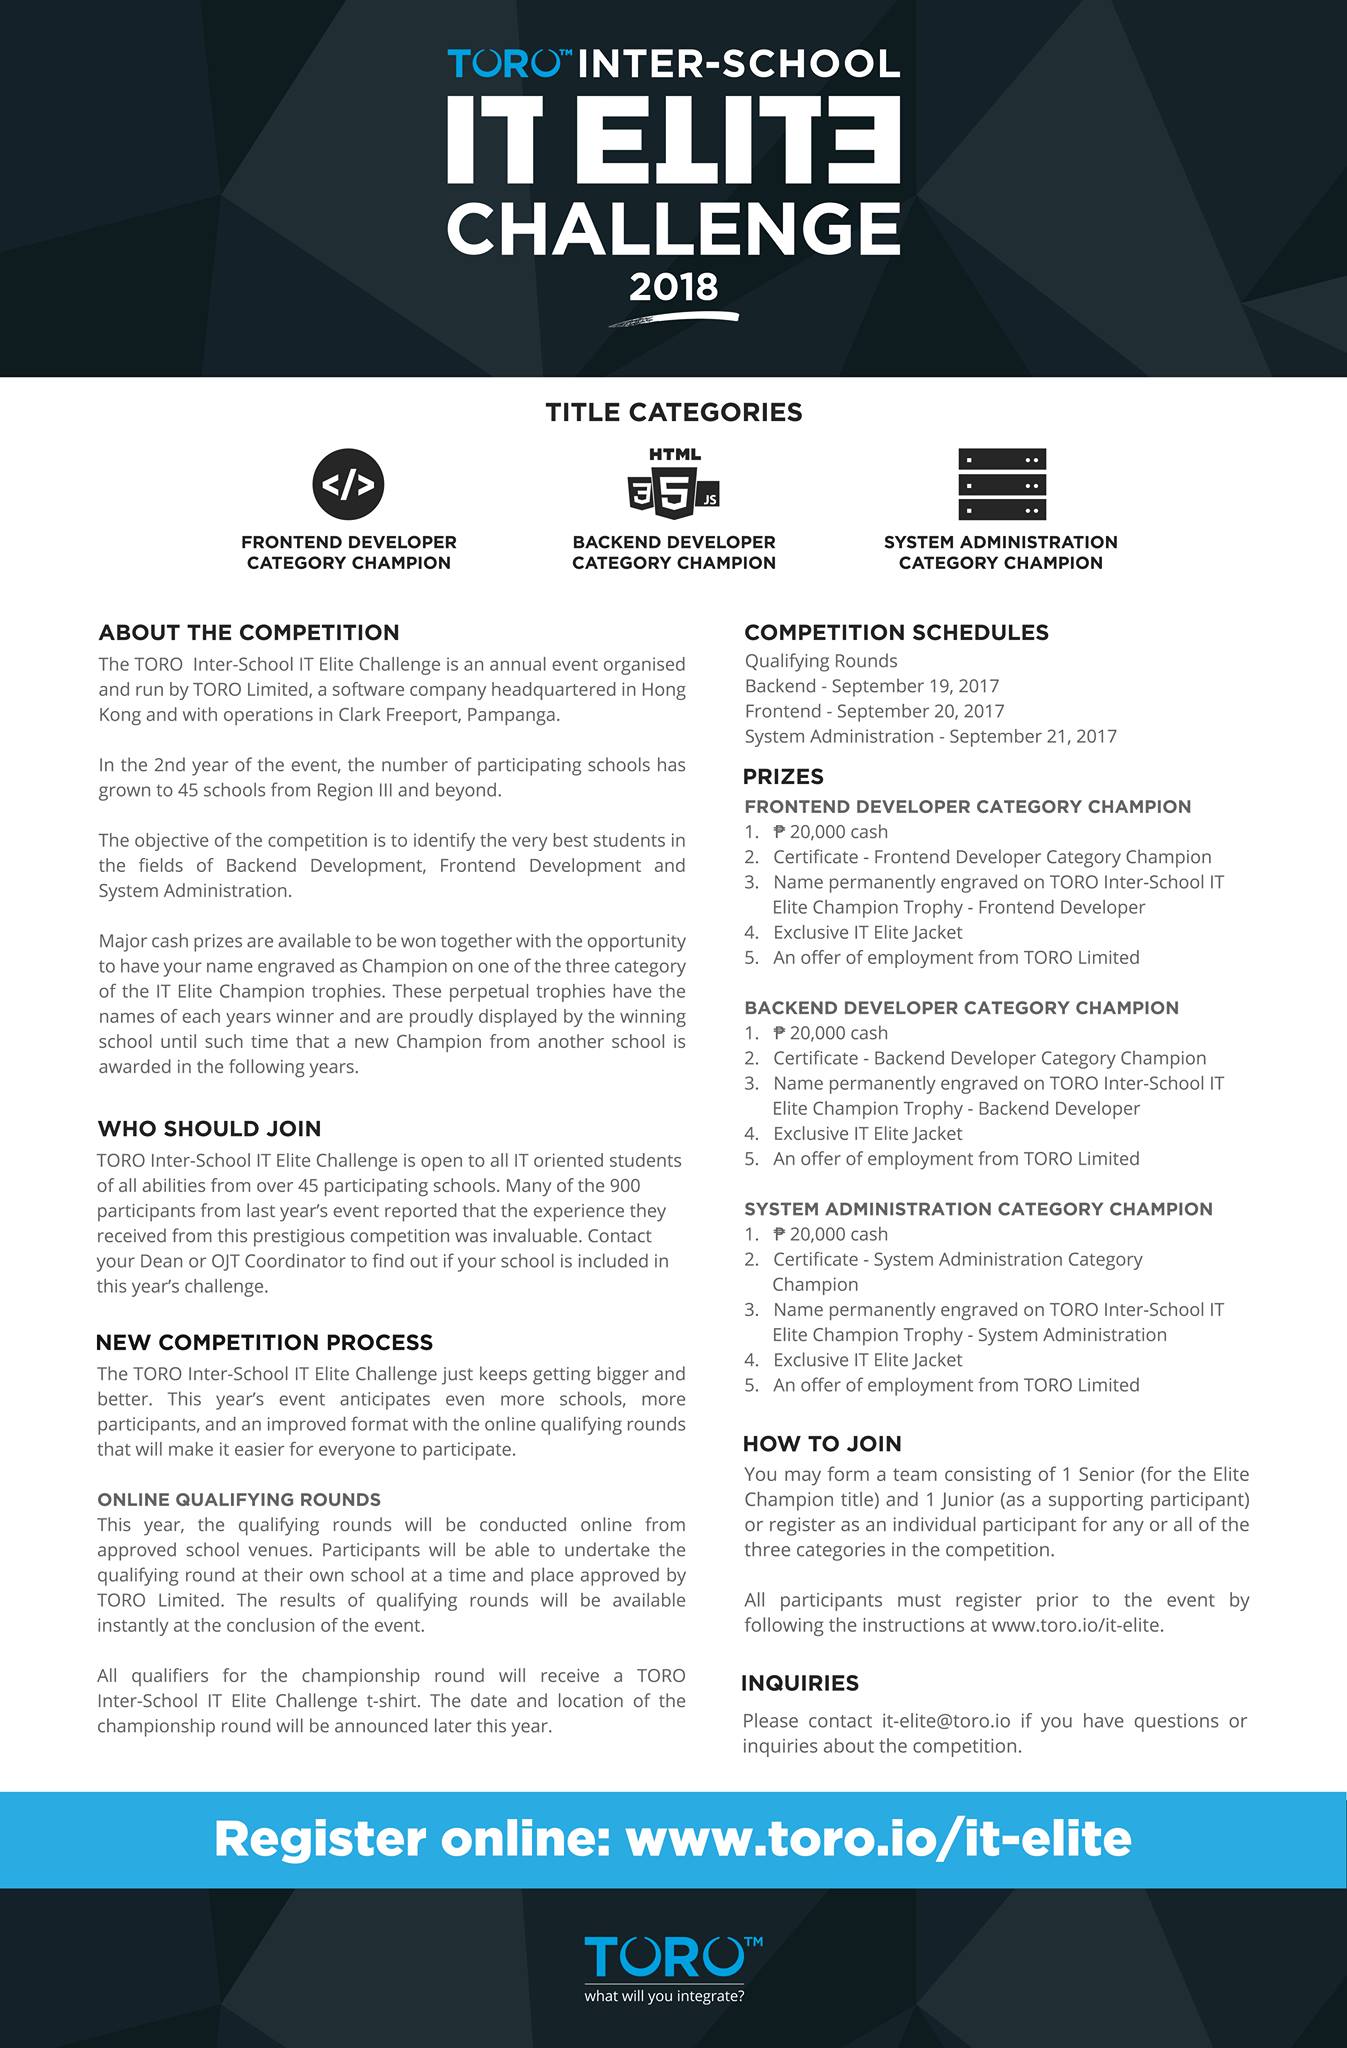 TORO™ INTER-SCHOOL
IT ELITE
CHALLENGE
2018
TITLE CATEGORIES
</>
FRONTEND DEVELOPER
CATEGORY CHAMPION
HTML
3 5 JS
BACKEND DEVELOPER
CATEGORY CHAMPION
SYSTEM ADMINISTRATION
CATEGORY CHAMPION
ABOUT THE COMPETITION
The TORO Inter-School IT Elite Challenge is an annual event organised
and run by TORO Limited, a software company headquartered in Hong
Kong and with operations in Clark Freeport, Pampanga.
In the 2nd year of the event, the number of participating schools has
grown to 45 schools from Region III and beyond.
The objective of the competition is to identify the very best students in
the fields of Backend Development, Frontend Development and
System Administration.
Major cash prizes are available to be won together with the opportunity
to have your name engraved as Champion on one of the three category
of the IT Elite Champion trophies. These perpetual trophies have the
names of each years winner and are proudly displayed by the winning
school until such time that a new Champion from another school is
awarded in the following years.
WHO SHOULD JOIN
TORO Inter-School IT Elite Challenge is open to all IT oriented students
of all abilities from over 45 participating schools. Many of the 900
participants from last year's event reported that the experience they
received from this prestigious competition was invaluable. Contact
your Dean or OJT Coordinator to find out if your school is included in
this year's challenge.
NEW COMPETITION PROCESS
The TORO Inter-School IT Elite Challenge just keeps getting bigger and
better. This year's event anticipates even more schools, more
participants, and an improved format with the online qualifying rounds
that will make it easier for everyone to participate.
ONLINE QUALIFYING ROUNDS
This year, the qualifying rounds will be conducted online from
approved school venues. Participants will be able to undertake the
qualifying round at their own school at a time and place approved by
TORO Limited. The results of qualifying rounds will be available
instantly at the conclusion of the event.
All qualifiers for the championship round will receive a TORO
Inter-School IT Elite Challenge t-shirt. The date and location of the
championship round will be announced later this year.
COMPETITION SCHEDULES
Qualifying Rounds
Backend - September 19, 2017
Frontend - September 20, 2017
System Administration - September 21, 2017
PRIZES
FRONTEND DEVELOPER CATEGORY CHAMPION
1. ₱ 20,000 cash
2. Certificate - Frontend Developer Category Champion
3. Name permanently engraved on TORO Inter-School IT
Elite Champion Trophy - Frontend Developer
4. Exclusive IT Elite Jacket
5. An offer of employment from TORO Limited
BACKEND DEVELOPER CATEGORY CHAMPION
1. ₱ 20,000 cash
2. Certificate - Backend Developer Category Champion
3. Name permanently engraved on TORO Inter-School IT
Elite Champion Trophy - Backend Developer
4. Exclusive IT Elite Jacket
5. An offer of employment from TORO Limited
SYSTEM ADMINISTRATION CATEGORY CHAMPION
1. ₱ 20,000 cash
2. Certificate - System Administration Category
Champion
3. Name permanently engraved on TORO Inter-School IT
Elite Champion Trophy - System Administration
4. Exclusive IT Elite Jacket
5. An offer of employment from TORO Limited
HOW TO JOIN
You may form a team consisting of 1 Senior (for the Elite
Champion title) and 1 Junior (as a supporting participant)
or register as an individual participant for any or all of the
three categories in the competition.
All participants must register prior to the event by
following the instructions at www.toro.io/it-elite.
INQUIRIES
Please contact it-elite@toro.io if you have questions or
inquiries about the competition.
Register online: www.toro.io/it-elite
TORO™
what will you integrate?